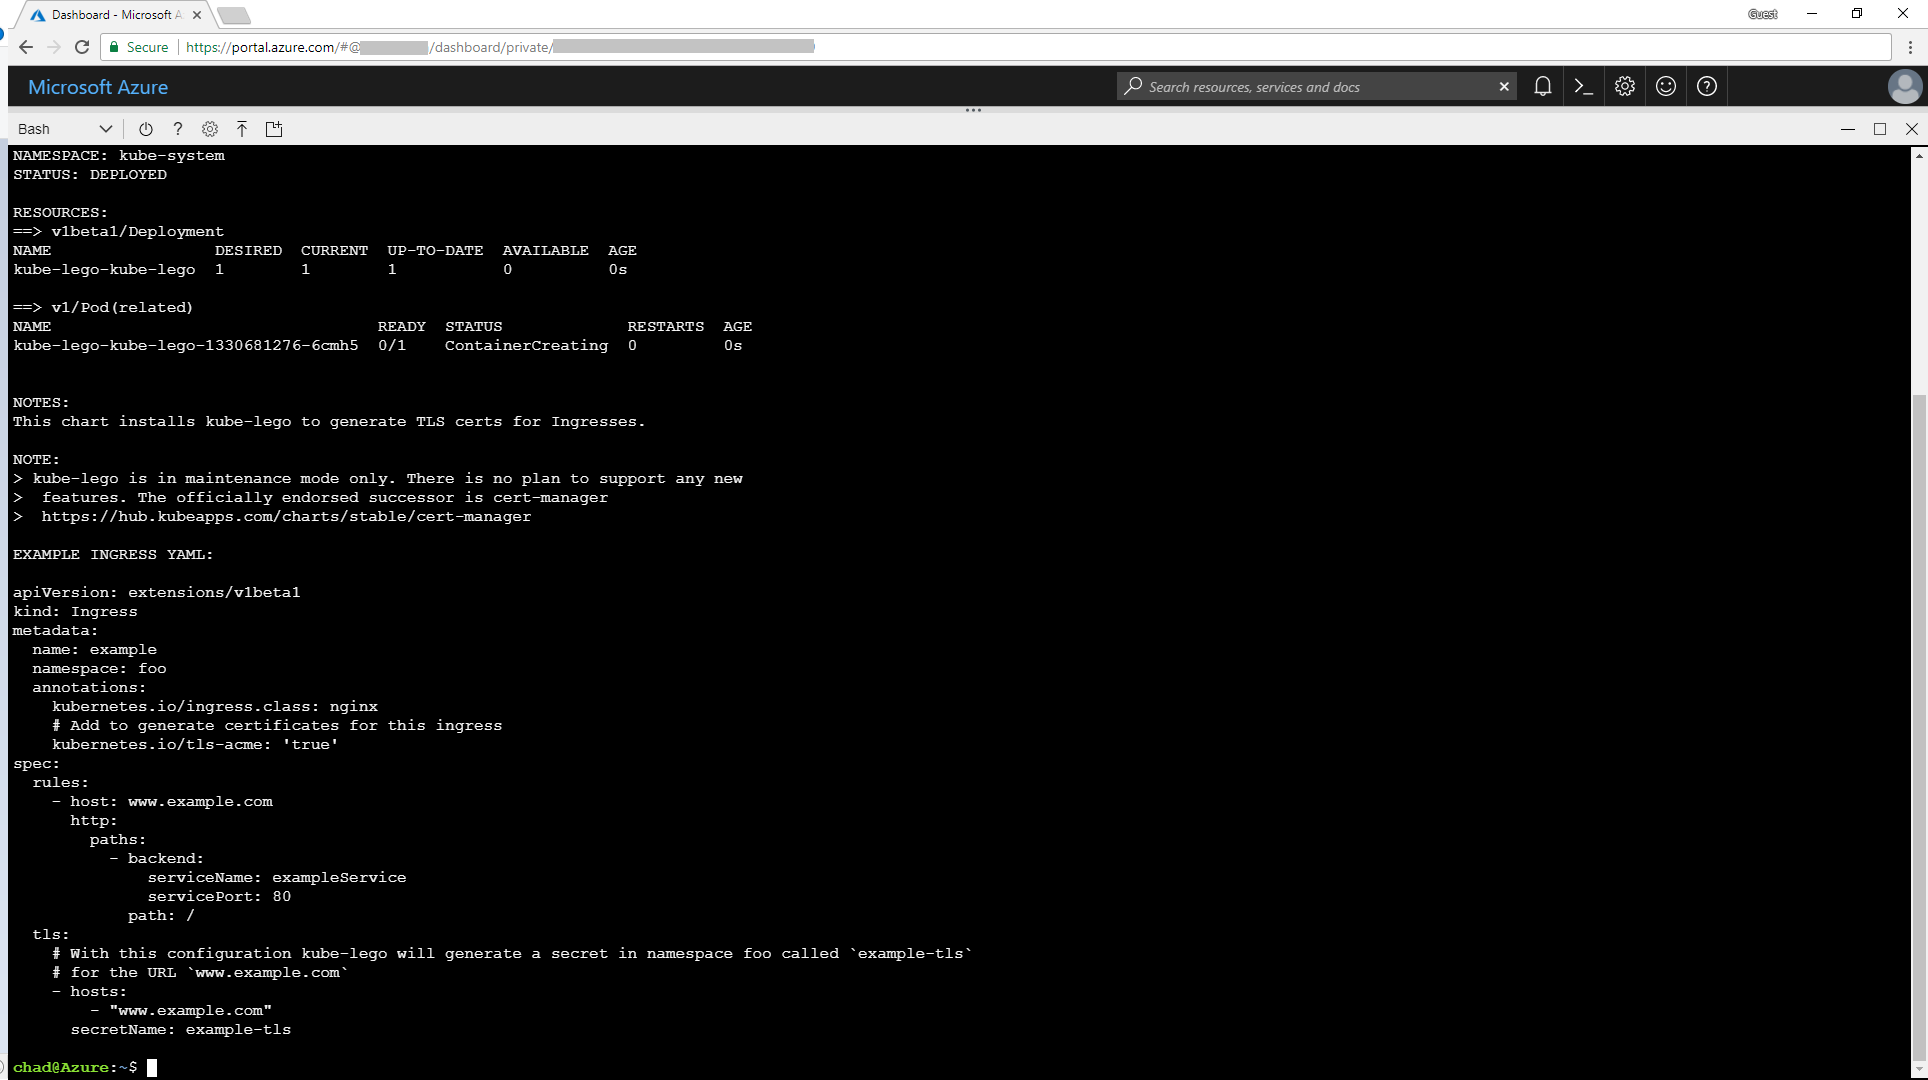 Dashboard - Microsoft A
Guest
Secure
https://portal.azure.com/#@
/dashboard/private/
Microsoft Azure
Search resources, services and docs
Bash
NAMESPACE: kube-system
STATUS: DEPLOYED
RESOURCES:
==> v1beta1/Deployment
NAME DESIRED CURRENT UP-TO-DATE AVAILABLE AGE
kube-lego-kube-lego 1 1 1 0 0s
==> v1/Pod(related)
NAME READY STATUS RESTARTS AGE
kube-lego-kube-lego-1330681276-6cmh5 0/1 ContainerCreating 0 0s
NOTES:
This chart installs kube-lego to generate TLS certs for Ingresses.
NOTE:
> kube-lego is in maintenance mode only. There is no plan to support any new
> features. The officially endorsed successor is cert-manager
> https://hub.kubeapps.com/charts/stable/cert-manager
EXAMPLE INGRESS YAML:
apiVersion: extensions/v1beta1
kind: Ingress
metadata:
name: example
namespace: foo
annotations:
kubernetes.io/ingress.class: nginx
# Add to generate certificates for this ingress
kubernetes.io/tls-acme: 'true'
spec:
rules:
- host: www.example.com
http:
paths:
- backend:
serviceName: exampleService
servicePort: 80
path: /
tls:
# With this configuration kube-lego will generate a secret in namespace foo called `example-tls`
# for the URL `www.example.com`
- hosts:
- "www.example.com"
secretName: example-tls
chad@Azure:~$